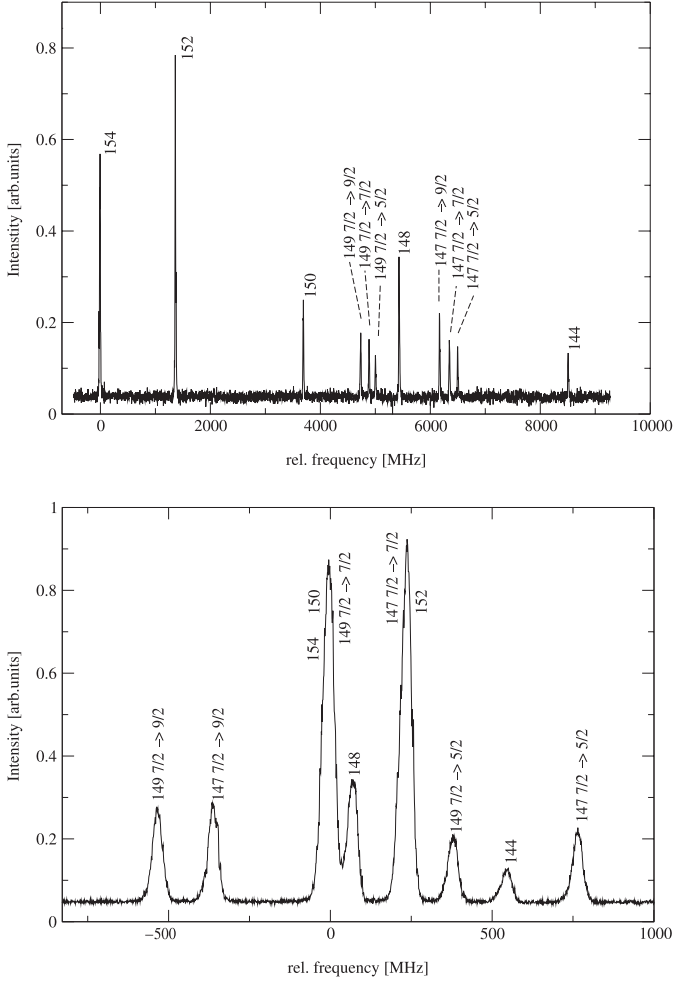 0.8
0.6
0.4
0.2
0
Intenstity [arb.units]
154
152
150
149 7/2 -> 9/2
149 7/2 ->7/2
149 7/2 -> 5/2
148
147 7/2 -> 9/2
147 7/2 -> 7/2
147 7/2 -> 5/2
144
0
2000
4000
6000
8000
10000
rel. frequency [MHz]
1
0.8
0.6
0.4
0.2
0
Intensity [arb.units]
149 7/2 -> 9/2
147 7/2 -> 9/2
154
150
149 7/2 -> 7/2
148
147 7/2 -> 7/2
152
149 7/2 -> 5/2
144
147 7/2 -> 5/2
−500
0
500
1000
rel. frequency [MHz]